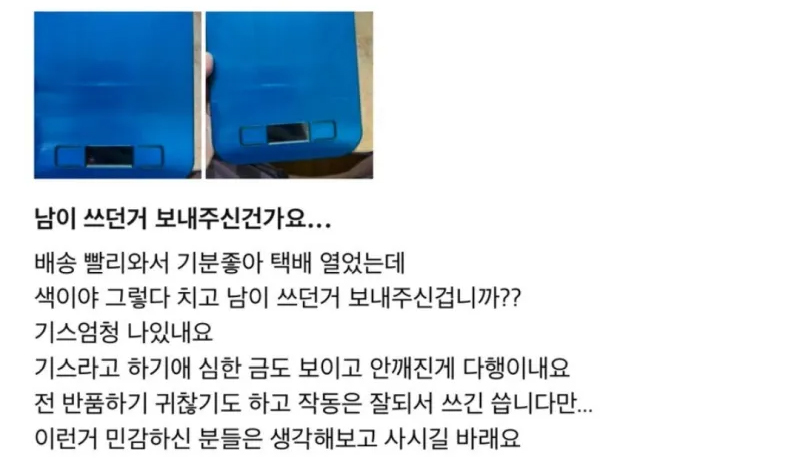 남이 쓰던거 보내주신건가요...
배송 빨리와서 기분좋아 택배 열었는데
색이야 그렇다 치고 남이 쓰던거 보내주신겁니까??
기스엄청 나있내요
기스라고 하기애 심한 금도 보이고 안깨진게 다행이내요
전 반품하기 귀찮기도 하고 작동은 잘되서 쓰긴 씁니다만...
이런거 민감하신 분들은 생각해보고 사시길 바래요